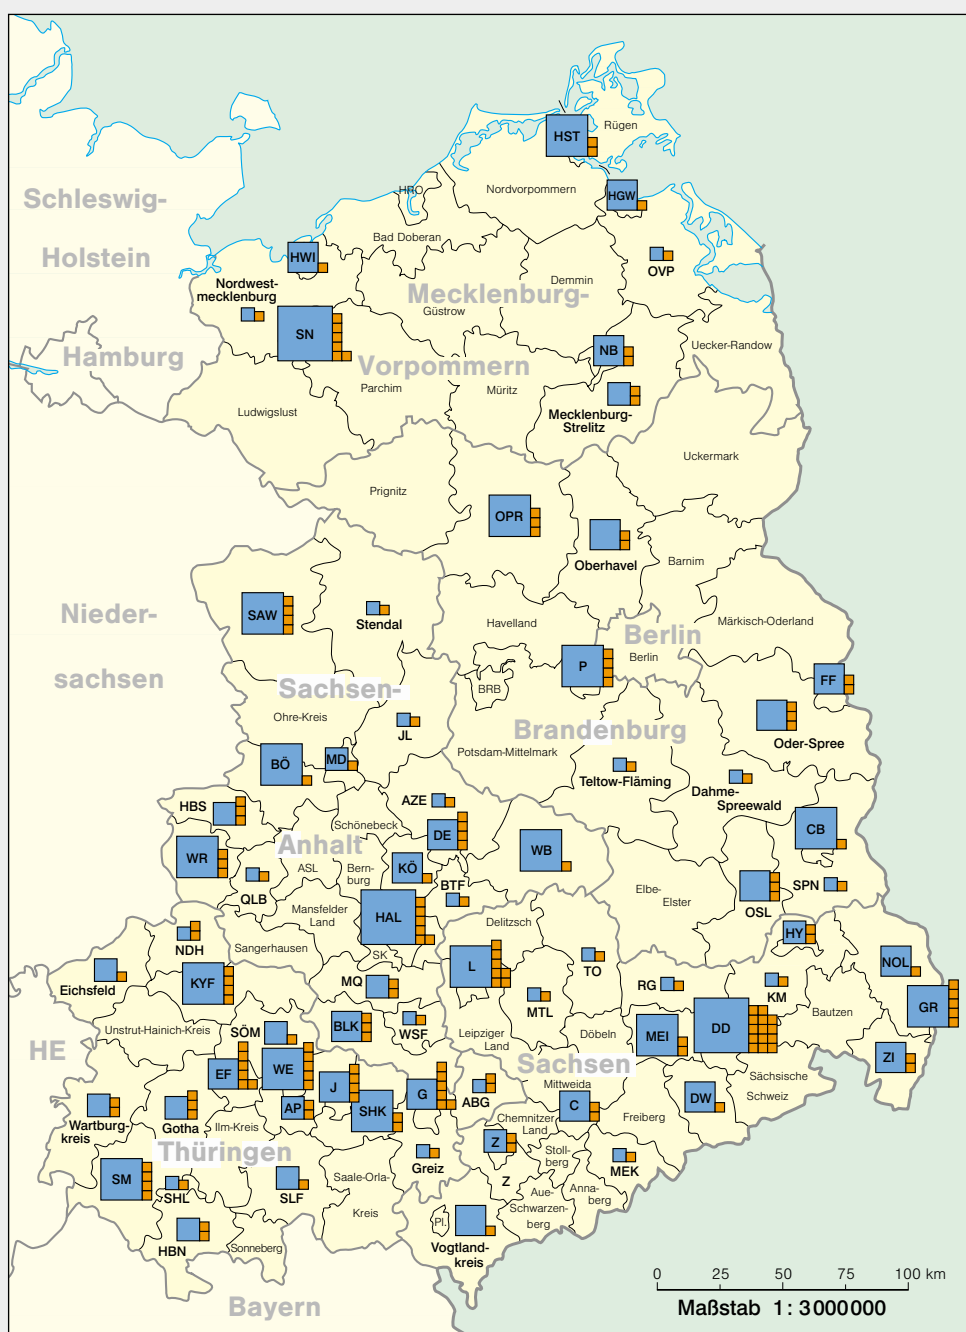 HST
Rügen
HRO
Nordvorpommern
HGW
Schleswig-
Holstein
Bad Doberan
HWI
OVP
Nordwest-
mecklenburg
Demmin
Mecklenburg-
Güstrow
SN
Hamburg
Vorpommern
NB
Uecker-Randow
Parchim
Müritz
Mecklenburg-
Strelitz
Ludwigslust
Uckermark
Prignitz
OPR
Oberhavel
Barnim
Nieder-
sachsen
SAW
Stendal
Havelland
Märkisch-Oderland
Berlin
Berlin
P
BRB
FF
Sachsen-
Ohre-Kreis
JL
Brandenburg
Oder-Spree
Potsdam-Mittelmark
BÖ
MD
Teltow-Fläming
Dahme-
Spreewald
HBS
AZE
Schönebeck
DE
CB
Anhalt
WR
WB
ASL
Bern-
burg
KÖ
QLB
BTF
OSL
SPN
Elbe-
Elster
Mansfelder
Land
HAL
Delitzsch
HY
NDH
Sangerhausen
SK
L
TO
NOL
Eichsfeld
KYF
MQ
MTL
RG
KM
GR
Bautzen
Unstrut-Hainich-Kreis
SÖM
BLK
WSF
Leipziger
Land
Döbeln
MEI
DD
HE
Sachsen
ZI
EF
WE
J
G
ABG
Mittweida
Sächsische
Schweiz
Wartburg-
kreis
Gotha
AP
SHK
C
Freiberg
DW
Ilm-Kreis
Chemnitzer
Land
Thüringen
Z
Stoll-
berg
Greiz
MEK
SM
SHL
SLF
Saale-Orla-
Kreis
Z
Aue-
Schwarzen-
berg
Anna-
berg
HBN
Sonneberg
Pl.
Vogtland-
kreis
Bayern
0 25 50 75 100 km
Maßstab 1 : 3000000